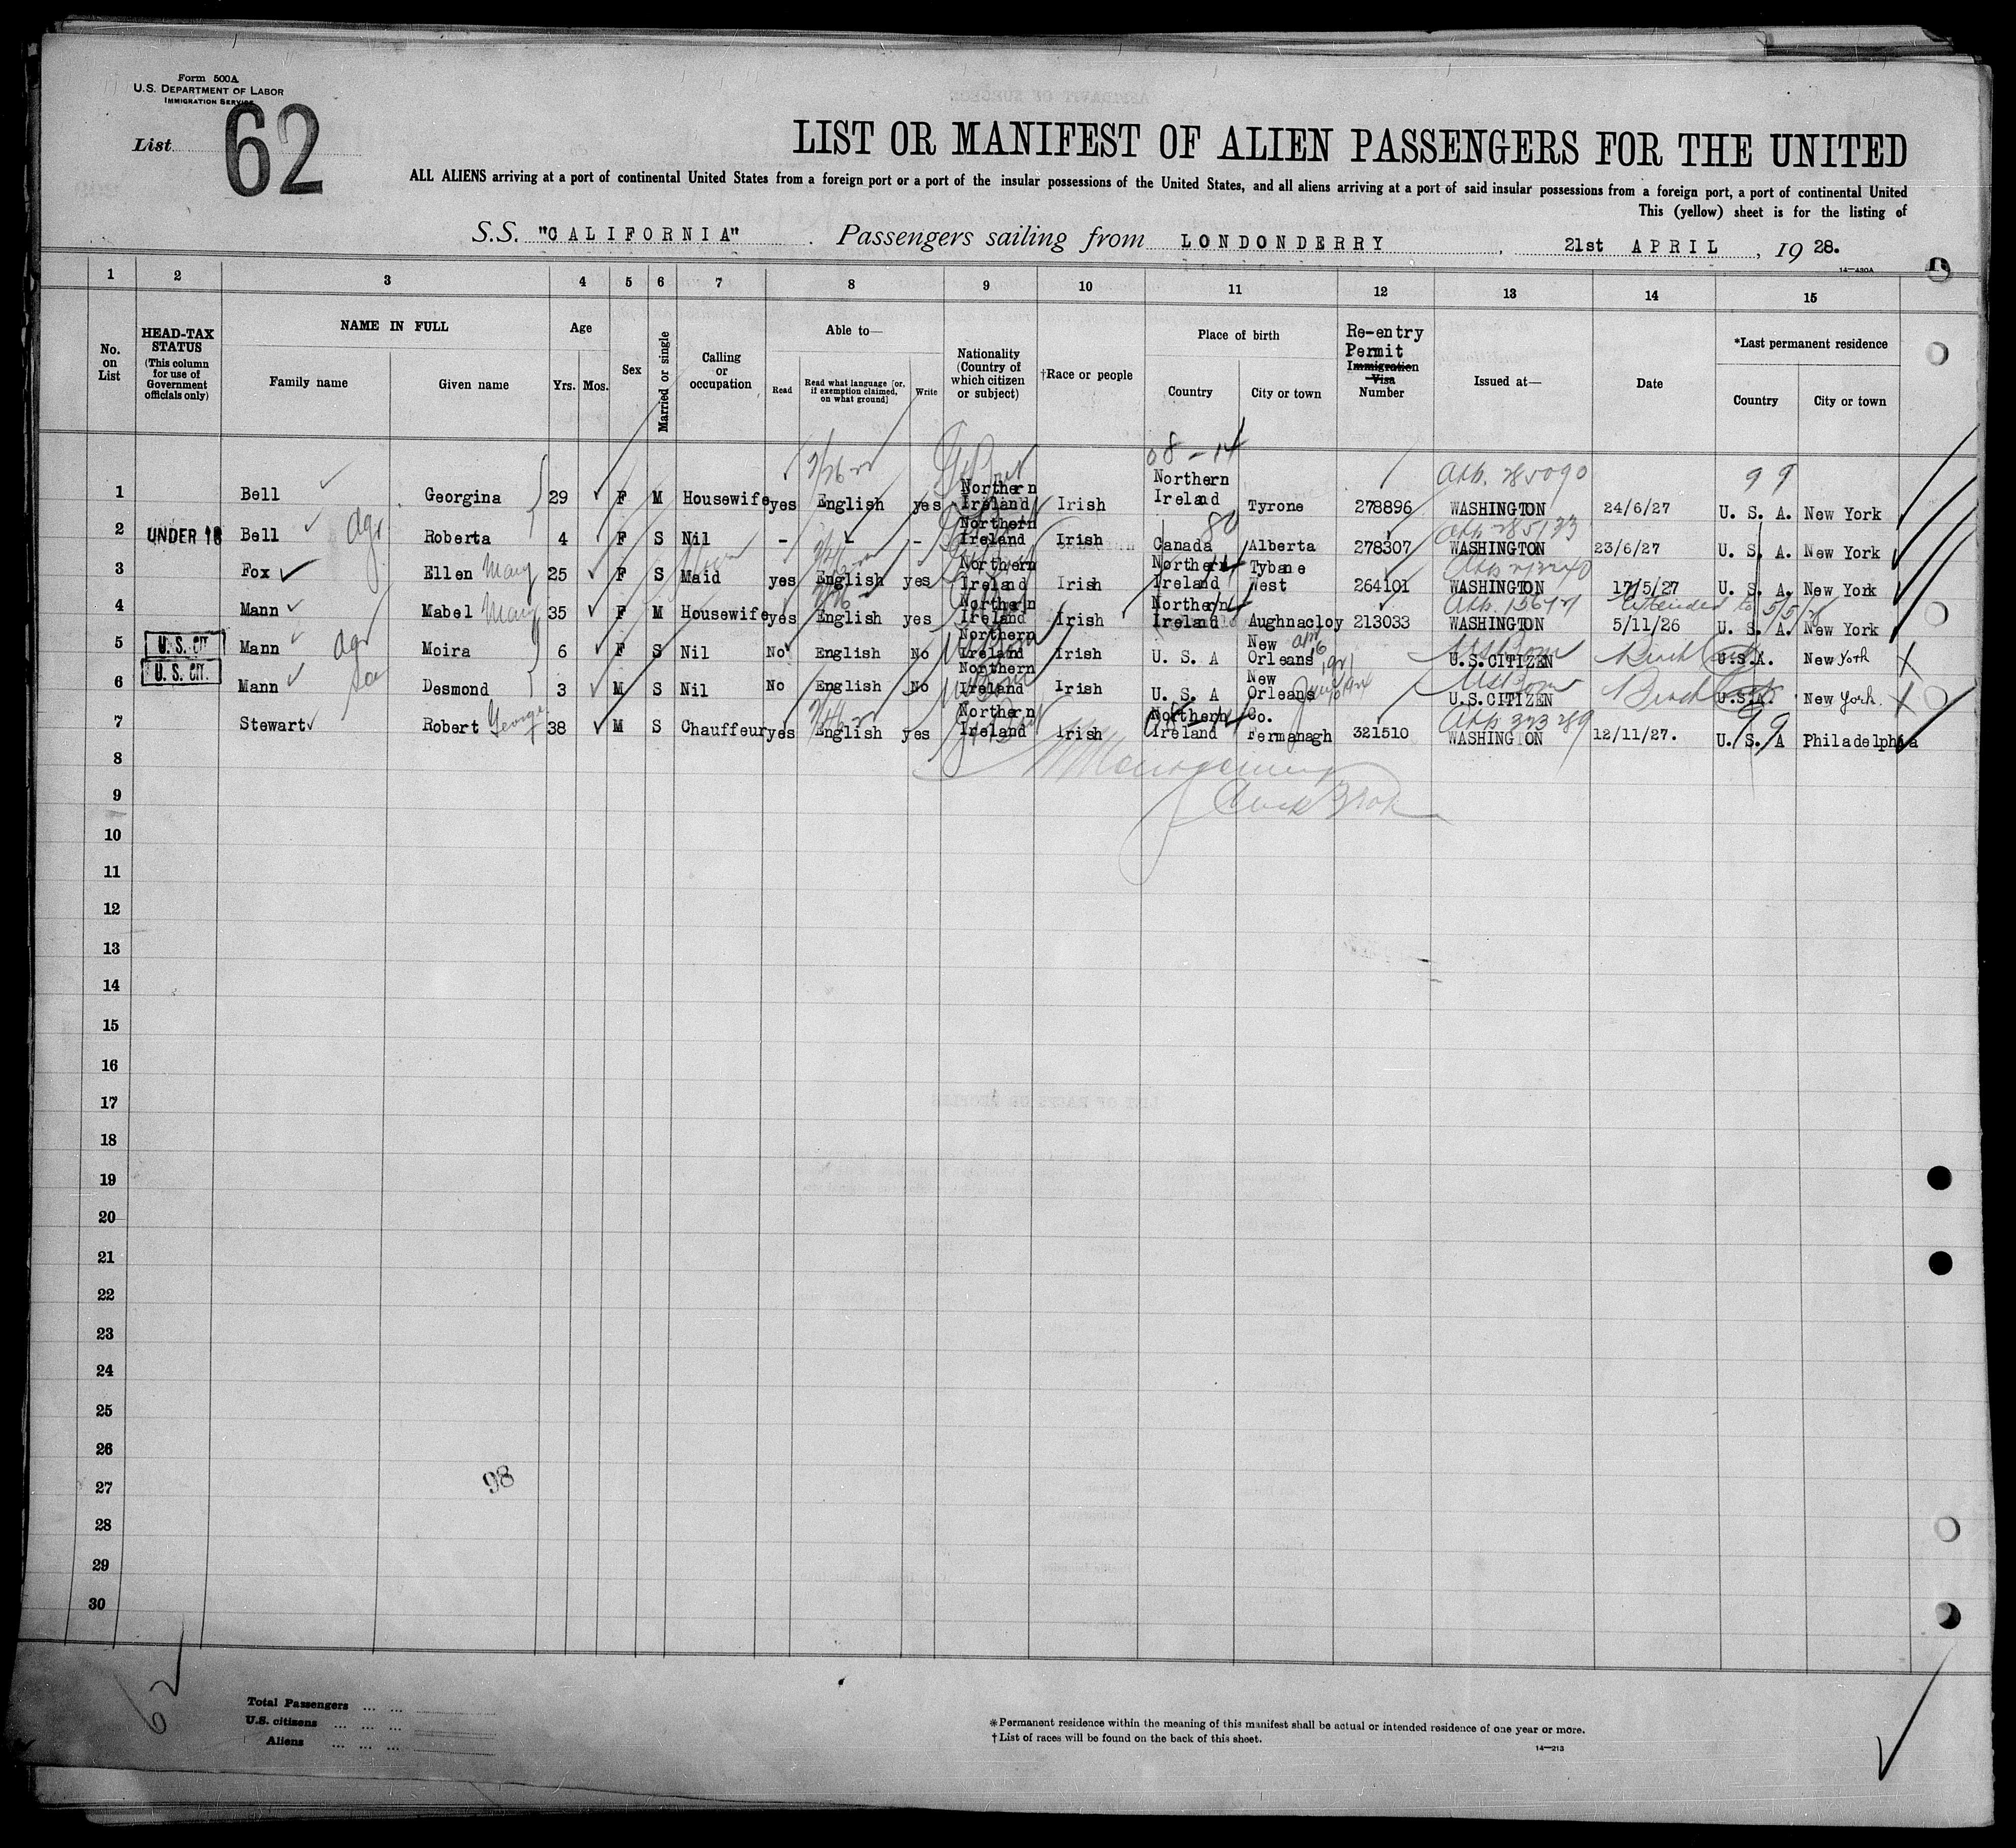 Form 500A
U.S. DEPARTMENT OF LABOR
IMMIGRATION SERVICE
List 62
LIST OR MANIFEST OF ALIEN PASSENGERS FOR THE UNITED
ALL ALIENS arriving at a port of continental United States from a foreign port or a port of the insular possessions of the United States, and all aliens arriving at a port of said insular possessions from a foreign port, a port of continental United
This (yellow) sheet is for the listing of
S.S. "CALIFORNIA" Passengers sailing from LONDONDERRY, 21st APRIL, 1928.
14-430A
1 2 3 4 5 6 7 8 9 10 11 12 13 14 15
No. on List
HEAD-TAX STATUS (This column for use of Government officials only)
NAME IN FULL Family name Given name
Age Yrs. Mos.
Sex
Married or single
Calling or occupation
Able to— Read Read what language [or, if exemption claimed, on what ground] Write
Nationality (Country of which citizen or subject)
†Race or people
Place of birth Country City or town
Re-entry Permit Immigration Visa Number
Issued at—
Date
*Last permanent residence Country City or town
08-14 99
1 Bell Georgina 29 F M Housewife yes English yes Northern Ireland Irish Northern Ireland Tyrone 278896 WASHINGTON 24/6/27 U. S. A. New York
2 UNDER 16 Bell Roberta 4 F S Nil - - Northern Ireland Irish Canada 80 Alberta 278307 WASHINGTON 23/6/27 U. S. A. New York
3 Fox Ellen Mary 25 F S Maid yes English yes Northern Ireland Irish Northern Ireland Tybane West 264101 WASHINGTON 17/5/27 U. S. A. New York
4 Mann Mabel Mary 35 F M Housewife yes English yes Northern Ireland Irish Northern Ireland Aughnacloy 213033 WASHINGTON 5/11/26 Extended to 5/5/28 U. S. A. New York
5 U. S. CIT. Mann Moira 6 F S Nil No English No Northern Ireland Irish U. S. A New Orleans U.S.CITIZEN U.S.A. New York
6 U. S. CIT. Mann Desmond 3 M S Nil No English No Northern Ireland Irish U. S. A New Orleans U.S.CITIZEN U.S.A. New York
7 Stewart Robert George 38 M S Chauffeur yes English yes Northern Ireland Irish Northern Ireland Co. Fermanagh 321510 WASHINGTON 12/11/27. U. S. A 99 Philadelphia
8
9
10
11
12
13
14
15
16
17
18
19
20
21
22
23
24
25
26
27
28
29
30
98
62
Total Passengers ... ...
U.S. citizens ... ... ...
Aliens ... ... ...
*Permanent residence within the meaning of this manifest shall be actual or intended residence of one year or more.
†List of races will be found on the back of this sheet.
14-213